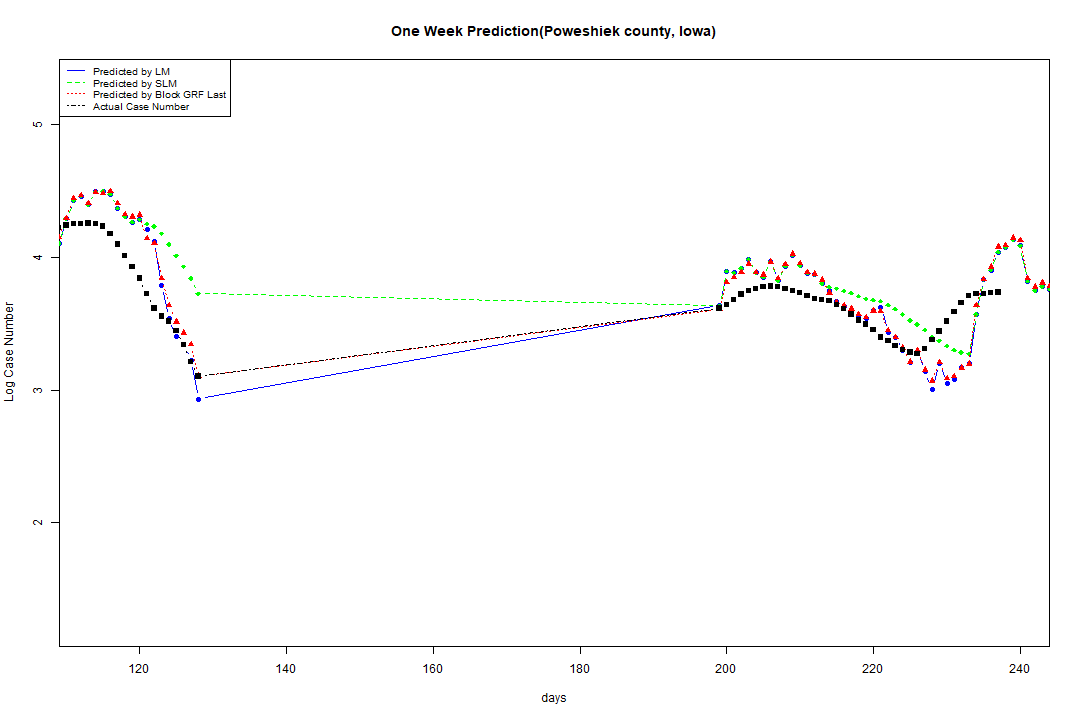 One Week Prediction(Poweshiek county, Iowa)
Predicted by LM
Predicted by SLM
Predicted by Block GRF Last
Actual Case Number
Log Case Number
5
4
3
2
120 140 160 180 200 220 240
days